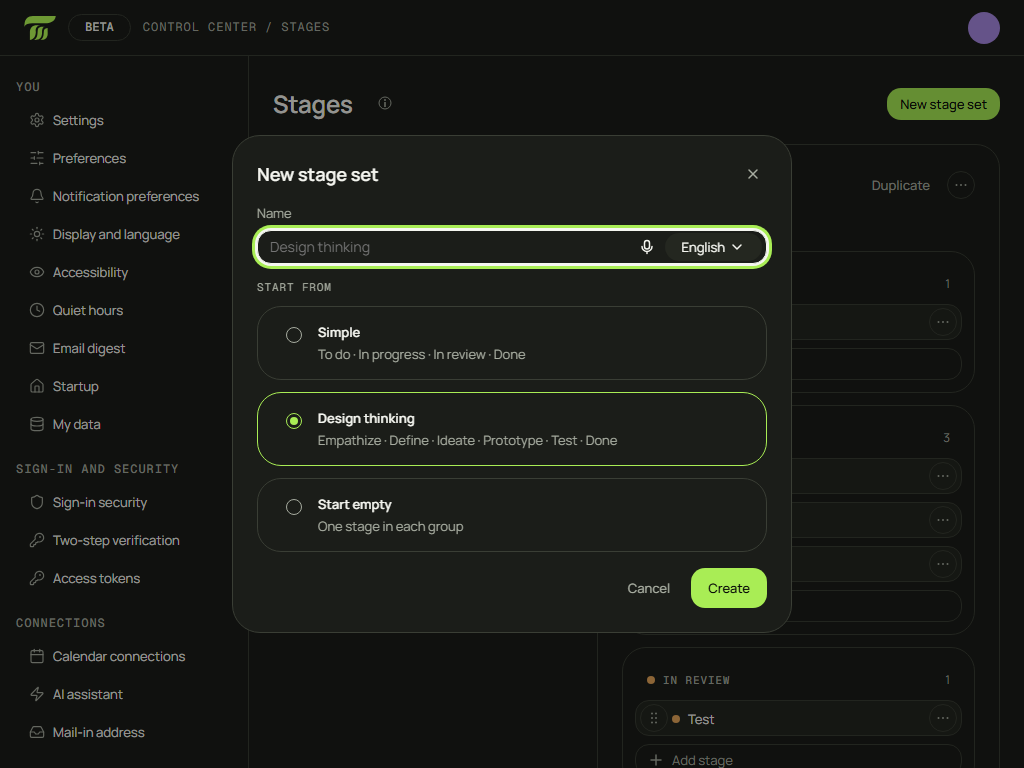 BETA
CONTROL CENTER / STAGES
YOU
Settings
Preferences
Notification preferences
Display and language
Accessibility
Quiet hours
Email digest
Startup
My data
SIGN-IN AND SECURITY
Sign-in security
Two-step verification
Access tokens
CONNECTIONS
Calendar connections
AI assistant
Mail-in address
Stages
New stage set
Duplicate
1
3
New stage set
Name
Design thinking
English
START FROM
Simple
To do · In progress · In review · Done
Design thinking
Empathize · Define · Ideate · Prototype · Test · Done
Start empty
One stage in each group
Cancel
Create
IN REVIEW
1
Test
Add stage